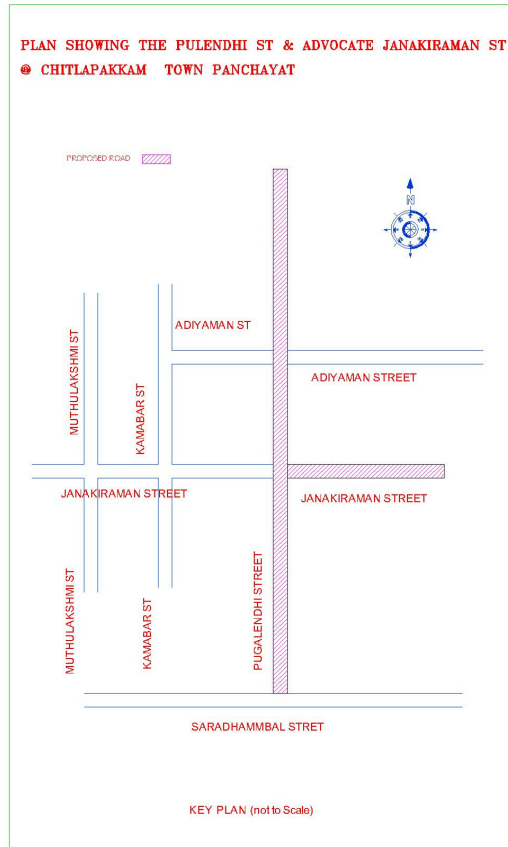 PLAN SHOWING THE PULENDHI ST & ADVOCATE JANAKIRAMAN ST
@ CHITLAPAKKAM TOWN PANCHAYAT
PROPOSED ROAD
N
ADIYAMAN ST
MUTHULAKSHMI ST
KAMABAR ST
ADIYAMAN STREET
JANAKIRAMAN STREET
JANAKIRAMAN STREET
MUTHULAKSHMI ST
KAMABAR ST
PUGALENDHI STREET
SARADHAMMBAL STRET
KEY PLAN (not to Scale)